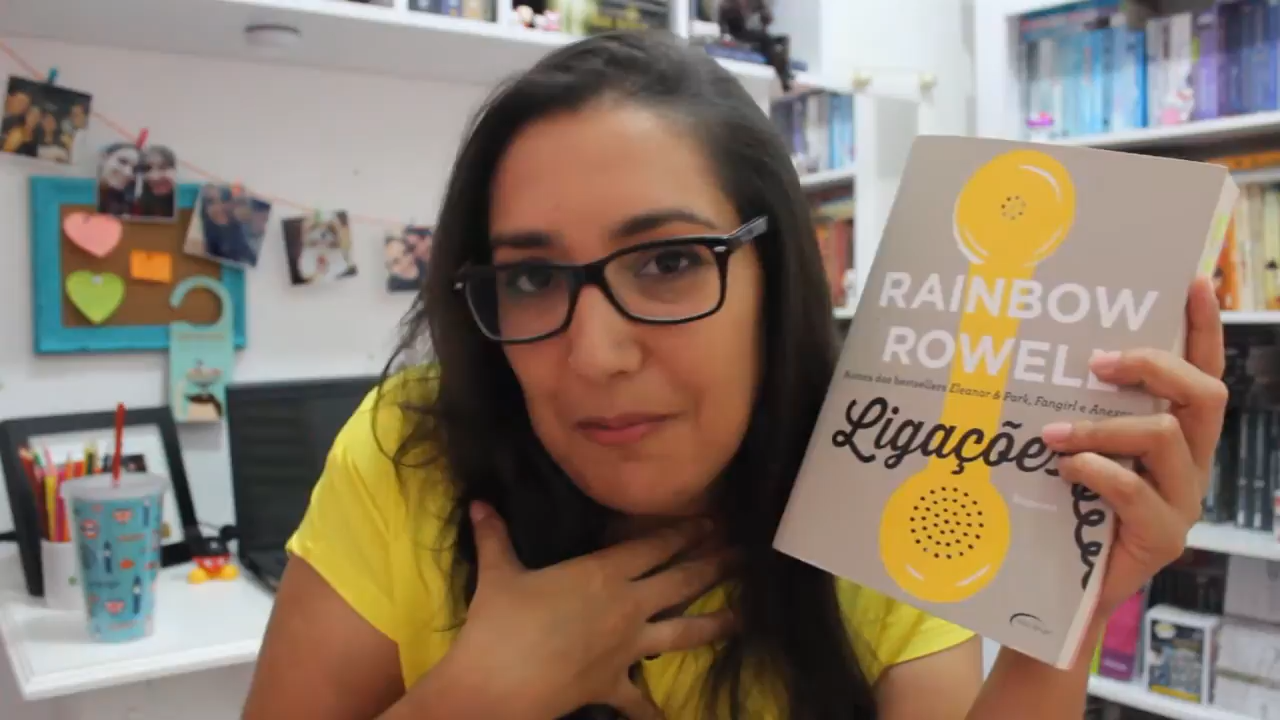 RAINBOW
ROWELL
Autora dos bestsellers Eleanor & Park, Fangirl e Anexos
Ligações